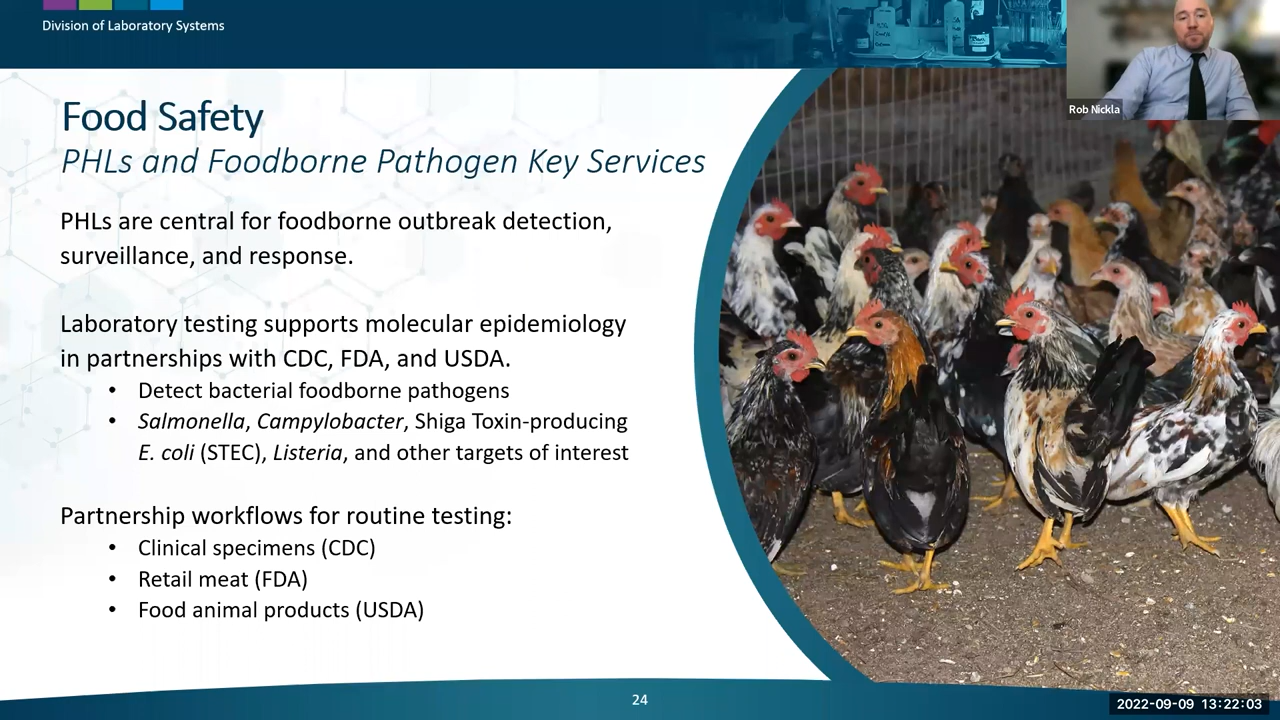 Division of Laboratory Systems
Rob Nickla
Food Safety
PHLs and Foodborne Pathogen Key Services
PHLs are central for foodborne outbreak detection,
surveillance, and response.
Laboratory testing supports molecular epidemiology
in partnerships with CDC, FDA, and USDA.
• Detect bacterial foodborne pathogens
• Salmonella, Campylobacter, Shiga Toxin-producing
E. coli (STEC), Listeria, and other targets of interest
Partnership workflows for routine testing:
• Clinical specimens (CDC)
• Retail meat (FDA)
• Food animal products (USDA)
24
2022-09-09 13:22:03